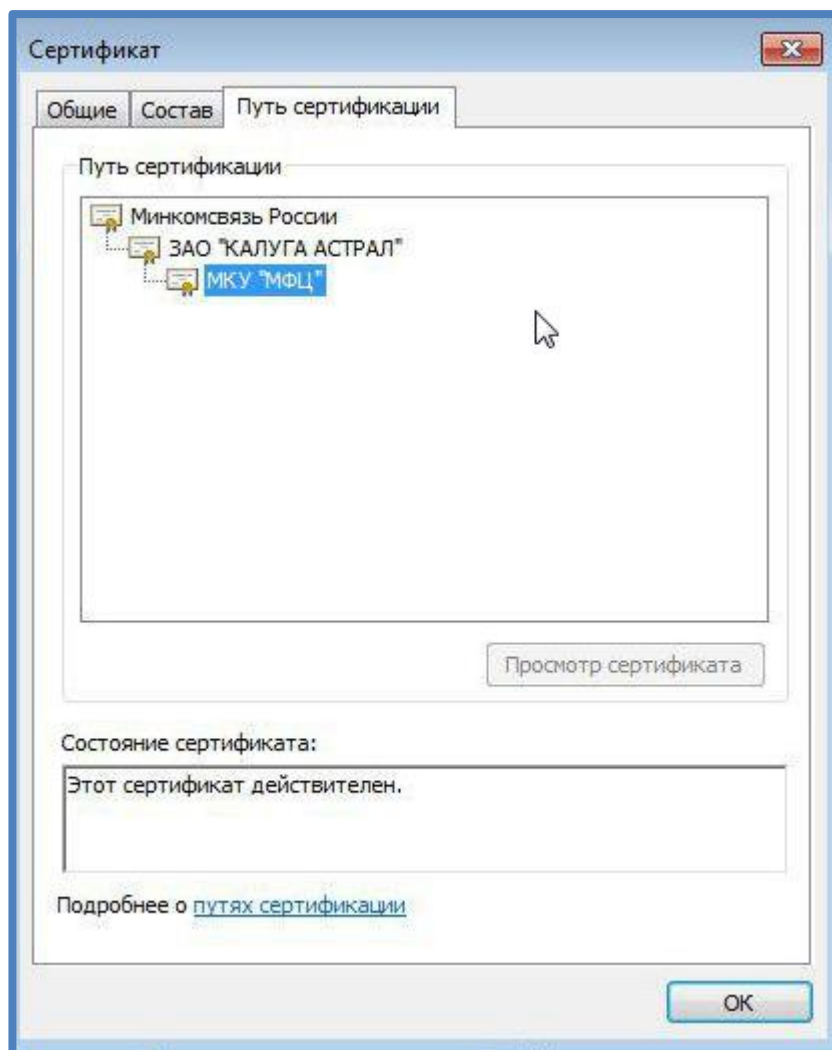 Сертификат
Общие Состав Путь сертификации
Путь сертификации
Минкомсвязь России
ЗАО "КАЛУГА АСТРАЛ"
МКУ "МФЦ"
Просмотр сертификата
Состояние сертификата:
Этот сертификат действителен.
Подробнее о путях сертификации
ОК